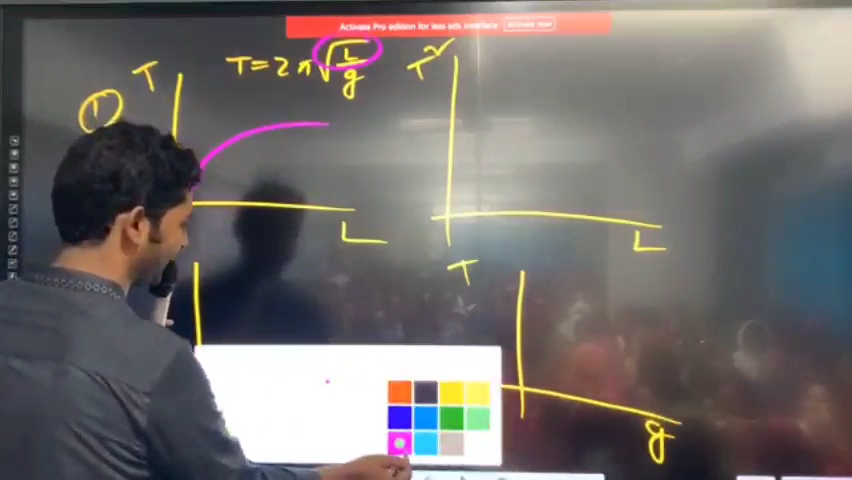 Activate Pro edition for less ads interface Activate Now
T
T = 2π√L/g
T²
①
L
L
T
g